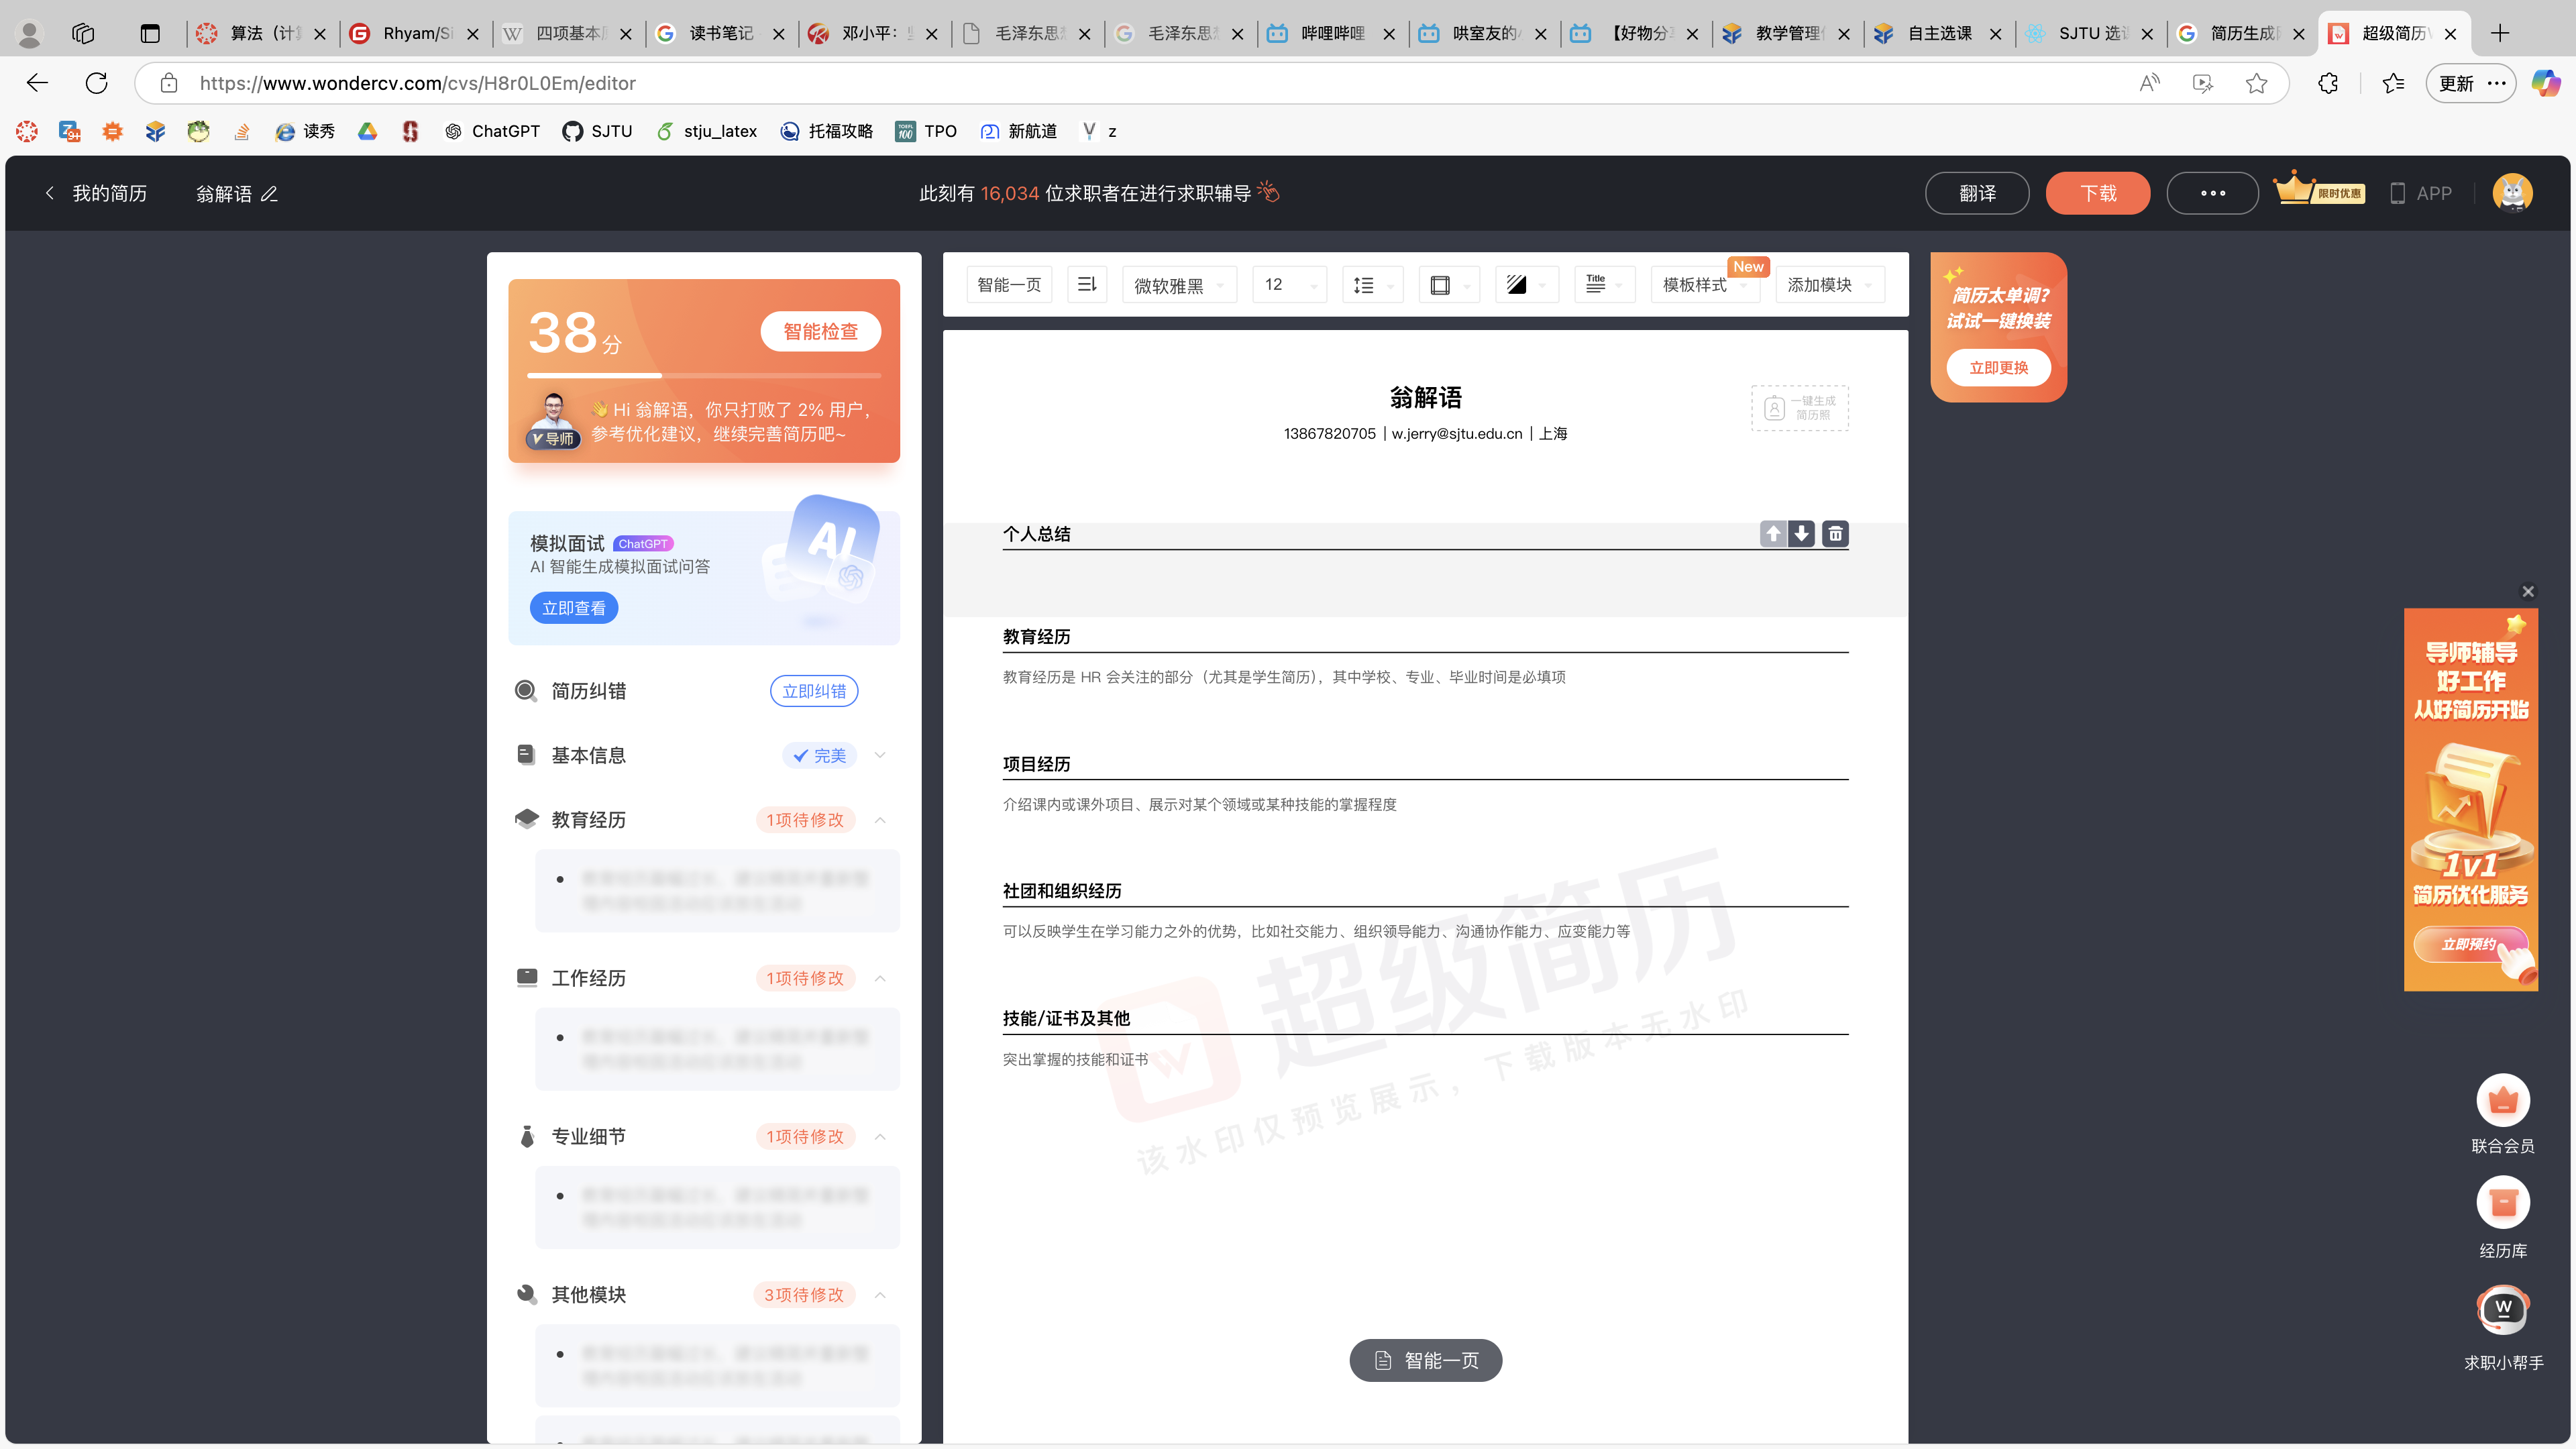 算法（计
Rhyam/S
四项基本
读书笔记
邓小平：
毛泽东思
毛泽东思
哔哩哔哩
哄室友的
【好物分
教学管理
自主选课
SJTU 选
简历生成
超级简历
https://www.wondercv.com/cvs/H8r0L0Em/editor
更新
读秀
ChatGPT
SJTU
stju_latex
托福攻略
TPO
新航道
z
我的简历
翁解语
此刻有 16,034 位求职者在进行求职辅导
翻译
下载
限时优惠
APP
38分
智能检查
V导师
👋 Hi 翁解语，你只打败了 2% 用户，
参考优化建议，继续完善简历吧~
模拟面试 ChatGPT
AI 智能生成模拟面试问答
立即查看
AI
简历纠错
立即纠错
基本信息
完美
教育经历
1项待修改
工作经历
1项待修改
专业细节
1项待修改
其他模块
3项待修改
智能一页
微软雅黑
12
Title
模板样式
New
添加模块
翁解语
13867820705 | w.jerry@sjtu.edu.cn | 上海
一键生成
简历照
个人总结
教育经历
教育经历是 HR 会关注的部分（尤其是学生简历），其中学校、专业、毕业时间是必填项
项目经历
介绍课内或课外项目、展示对某个领域或某种技能的掌握程度
社团和组织经历
可以反映学生在学习能力之外的优势，比如社交能力、组织领导能力、沟通协作能力、应变能力等
技能/证书及其他
突出掌握的技能和证书
超级简历
该水印仅预览展示，下载版本无水印
智能一页
简历太单调?
试试一键换装
立即更换
导师辅导
好工作
从好简历开始
1v1
简历优化服务
立即预约
联合会员
经历库
W
求职小帮手